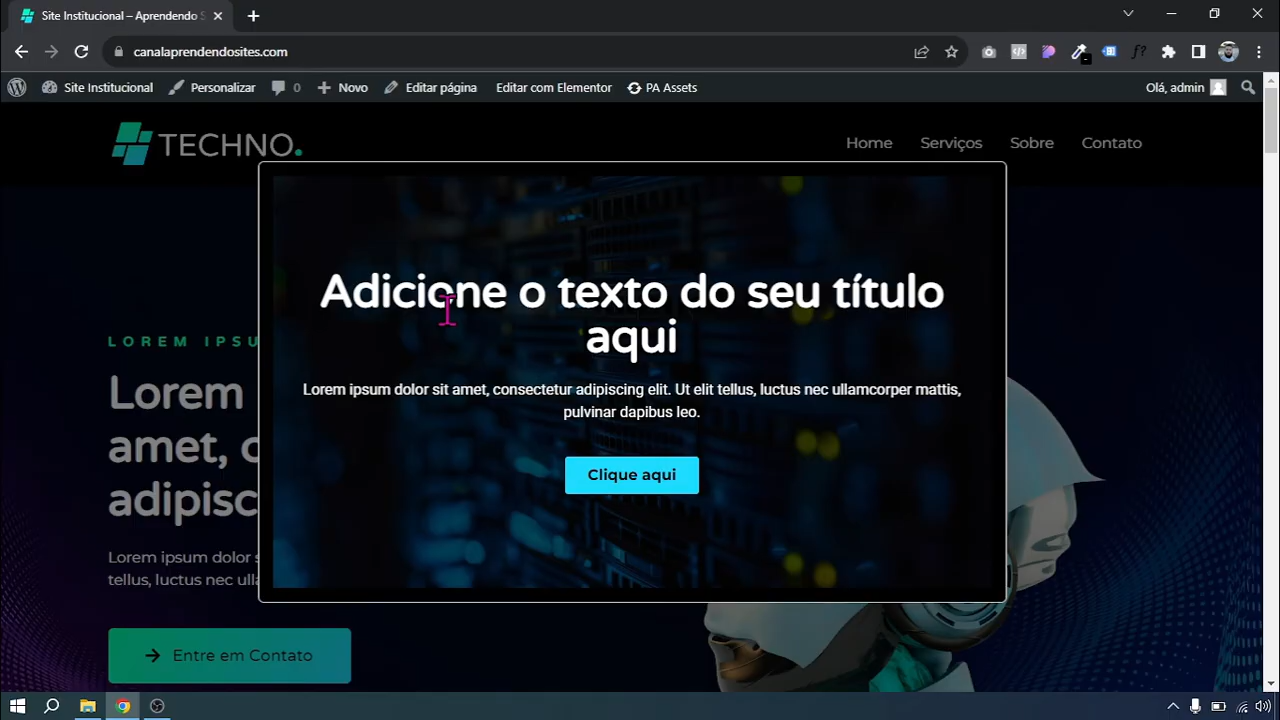 Site Institucional – Aprendendo S
canalaprendendosites.com
Site Institucional Personalizar 0 Novo Editar página Editar com Elementor PA Assets Olá, admin
TECHNO.
Home Serviços Sobre Contato
Adicione o texto do seu título
aqui
Lorem ipsum dolor sit amet, consectetur adipiscing elit. Ut elit tellus, luctus nec ullamcorper mattis,
pulvinar dapibus leo.
Clique aqui
LOREM IPSU
Lorem
amet, c
adipisc
Lorem ipsum dolor s
tellus, luctus nec ulla
Entre em Contato